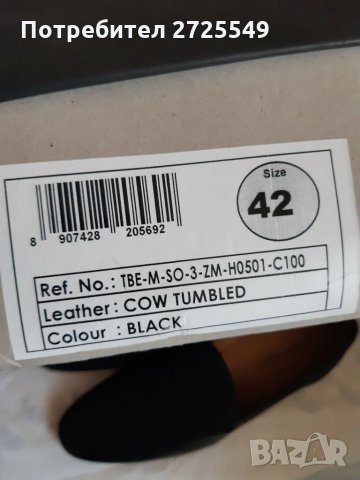 Потребител 2725549
Size
42
8 907428 205692
Ref. No.: TBE-M-SO-3-ZM-H0501-C100
Leather : COW TUMBLED
Colour : BLACK
BAZAR